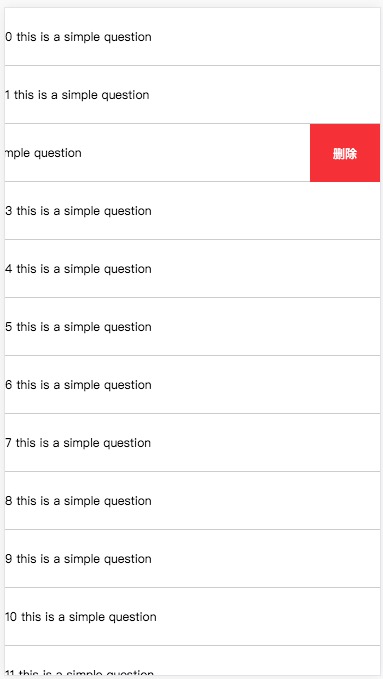 0 this is a simple question
1 this is a simple question
mple question 删除
3 this is a simple question
4 this is a simple question
5 this is a simple question
6 this is a simple question
7 this is a simple question
8 this is a simple question
9 this is a simple question
10 this is a simple question
11 this is a simple question